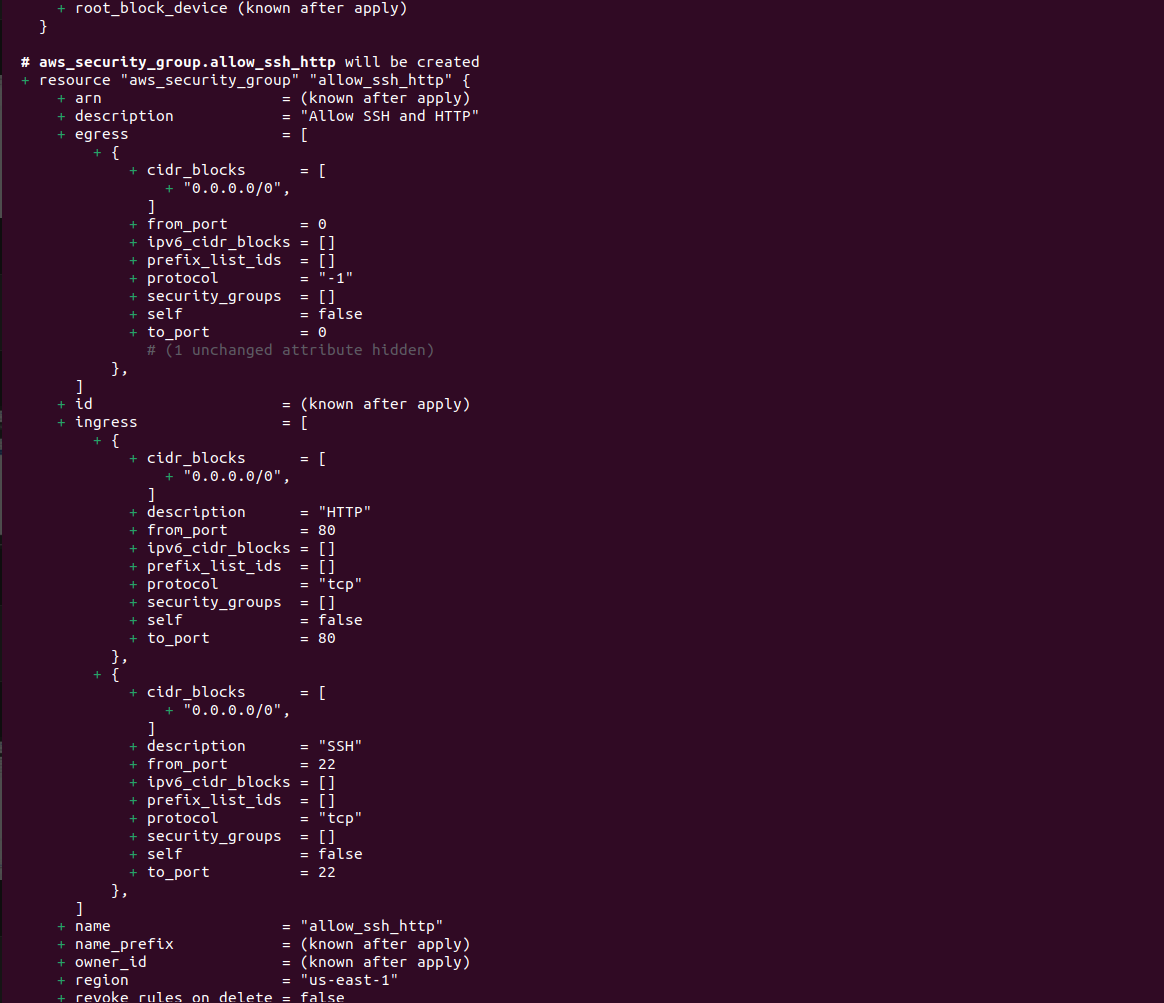 + root_block_device (known after apply)
}
# aws_security_group.allow_ssh_http will be created
+ resource "aws_security_group" "allow_ssh_http" {
+ arn = (known after apply)
+ description = "Allow SSH and HTTP"
+ egress = [
+ {
+ cidr_blocks = [
+ "0.0.0.0/0",
]
+ from_port = 0
+ ipv6_cidr_blocks = []
+ prefix_list_ids = []
+ protocol = "-1"
+ security_groups = []
+ self = false
+ to_port = 0
# (1 unchanged attribute hidden)
},
]
+ id = (known after apply)
+ ingress = [
+ {
+ cidr_blocks = [
+ "0.0.0.0/0",
]
+ description = "HTTP"
+ from_port = 80
+ ipv6_cidr_blocks = []
+ prefix_list_ids = []
+ protocol = "tcp"
+ security_groups = []
+ self = false
+ to_port = 80
},
+ {
+ cidr_blocks = [
+ "0.0.0.0/0",
]
+ description = "SSH"
+ from_port = 22
+ ipv6_cidr_blocks = []
+ prefix_list_ids = []
+ protocol = "tcp"
+ security_groups = []
+ self = false
+ to_port = 22
},
]
+ name = "allow_ssh_http"
+ name_prefix = (known after apply)
+ owner_id = (known after apply)
+ region = "us-east-1"
+ revoke_rules_on_delete = false